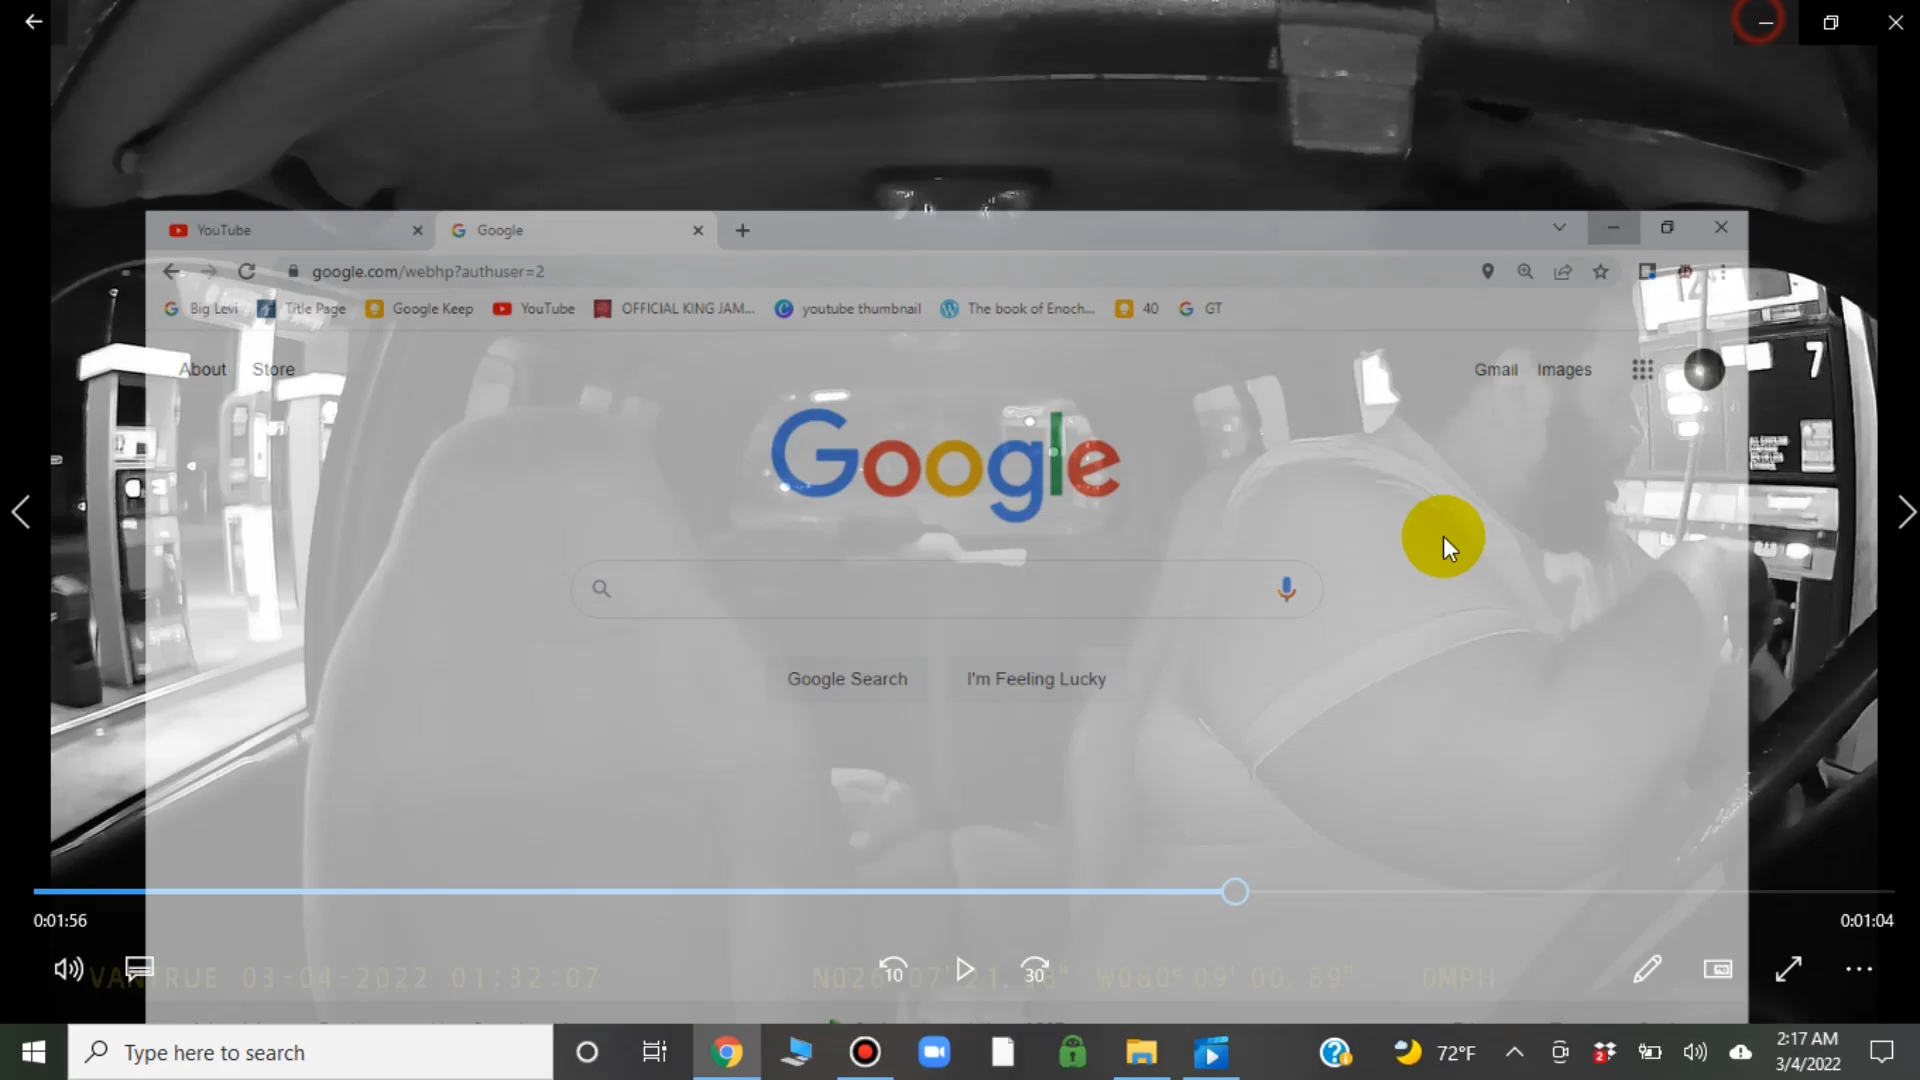 YouTube
Google
google.com/webhp?authuser=2
Big Levi Title Page Google Keep YouTube OFFICIAL KING JAM... youtube thumbnail The book of Enoch... 40 GT
About Store
Gmail Images
7
Google
Google Search I'm Feeling Lucky
0:01:56 0:01:04
10 30
VANTRUE 03-04-2022 01:32:07 0MPH
Type here to search
72°F
2:17 AM
3/4/2022